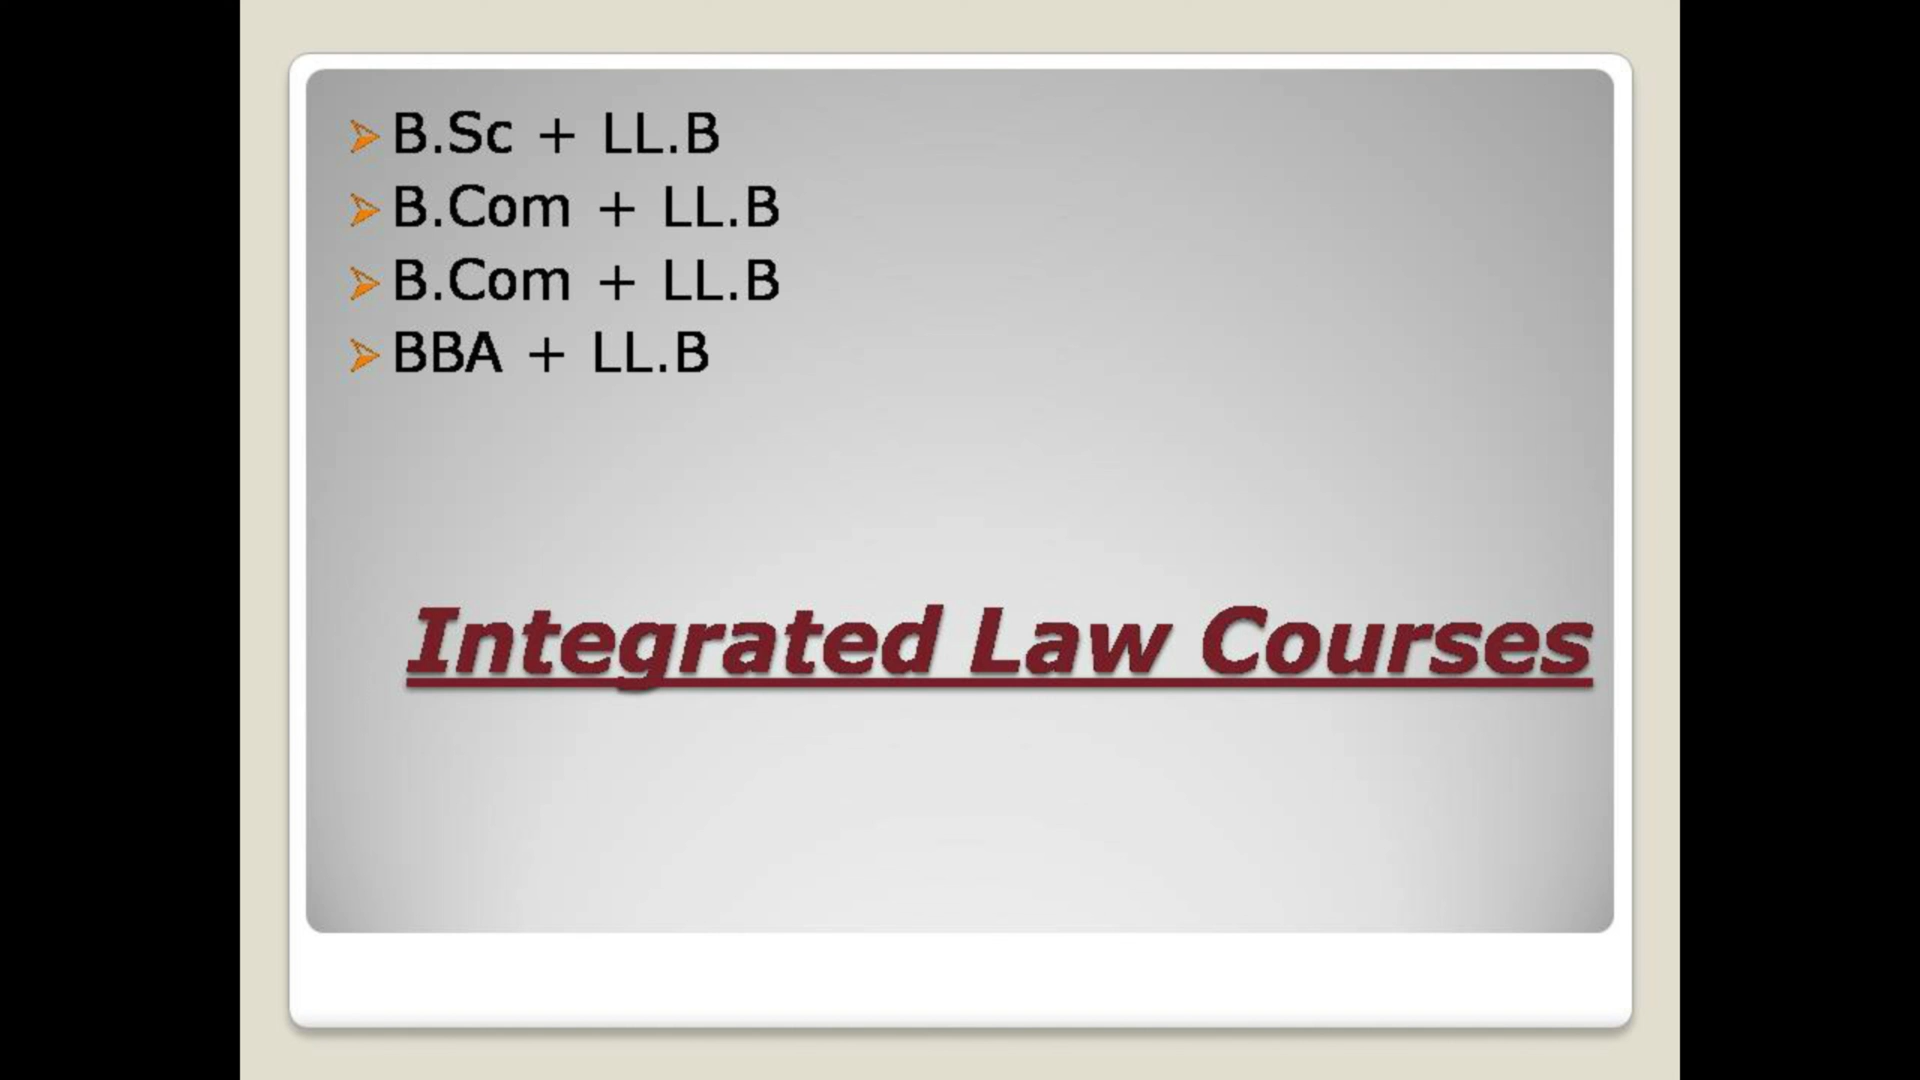 B.Sc + LL.B
B.Com + LL.B
B.Com + LL.B
BBA + LL.B
Integrated Law Courses